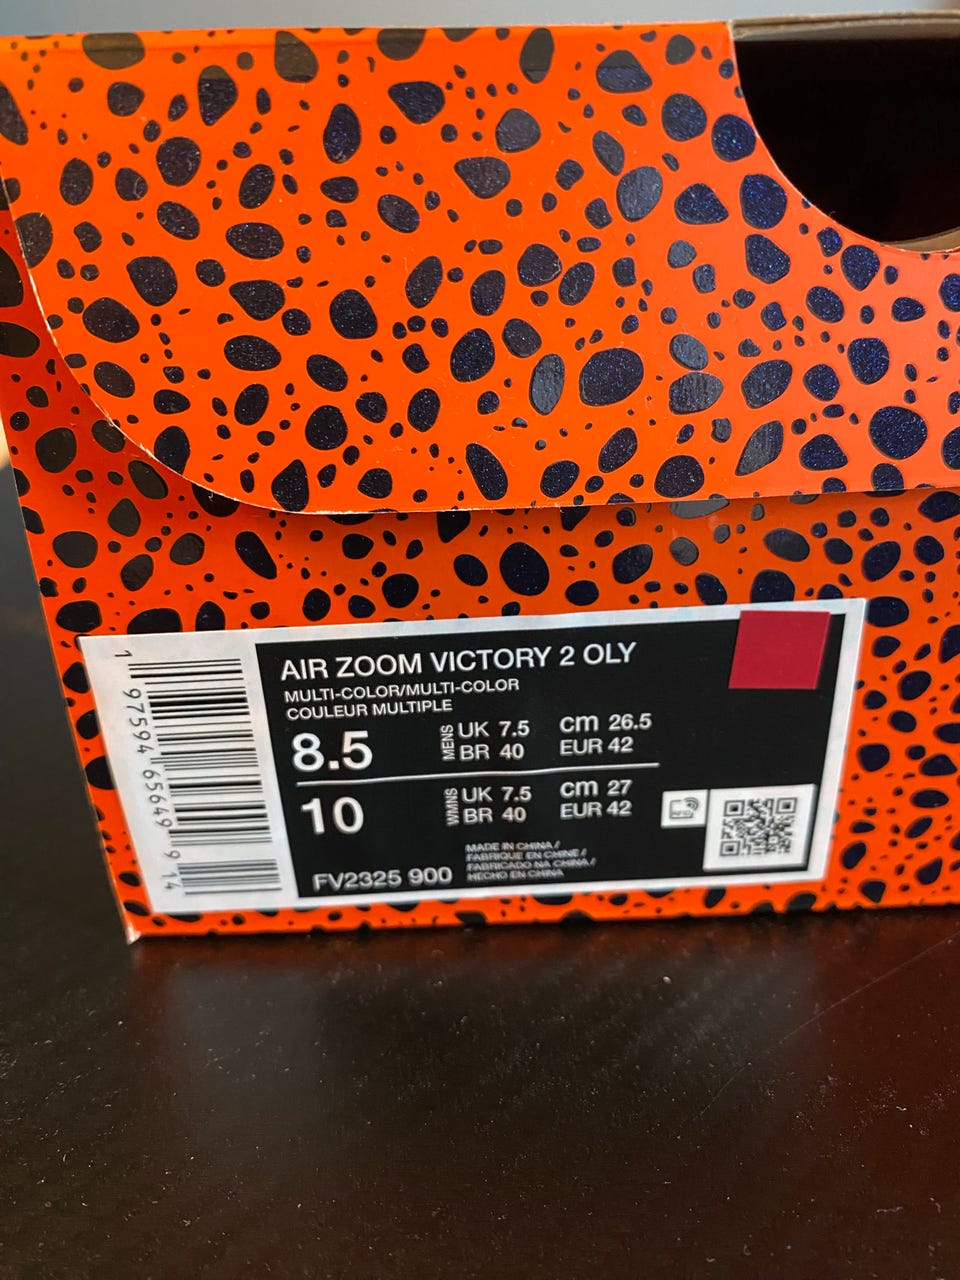 AIR ZOOM VICTORY 2 OLY
MULTI-COLOR/MULTI-COLOR
COULEUR MULTIPLE
8.5 MENS UK 7.5 cm 26.5
BR 40 EUR 42
10 WMNS UK 7.5 cm 27
BR 40 EUR 42
MADE IN CHINA /
FABRIQUE EN CHINE /
FABRICADO NA CHINA /
HECHO EN CHINA
FV2325 900
1 97594 65649 9 14